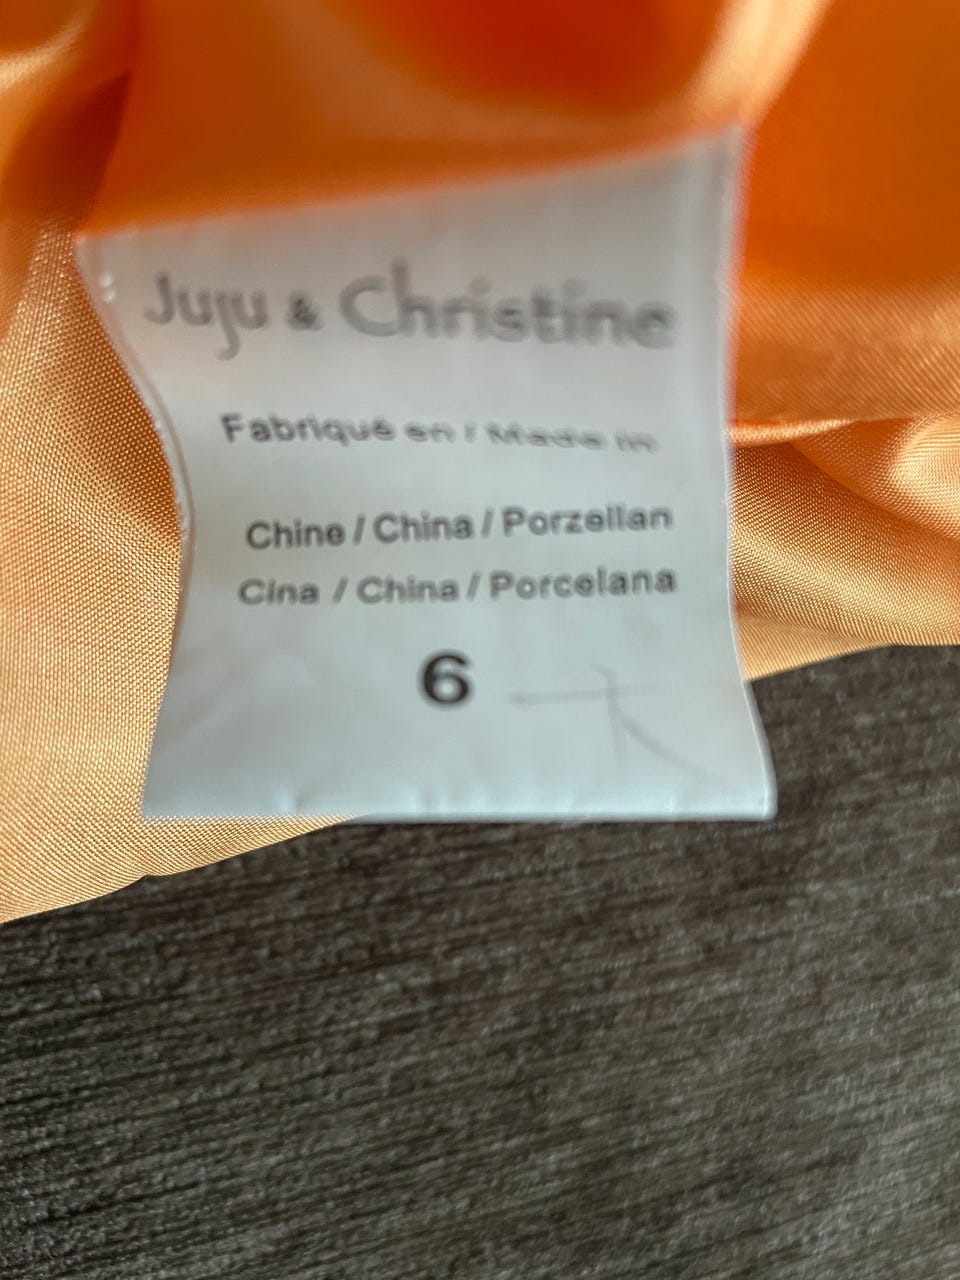 Juju & Christine
Fabriqué en / Made in
Chine / China / Porzellan
Cina / China / Porcelana
6